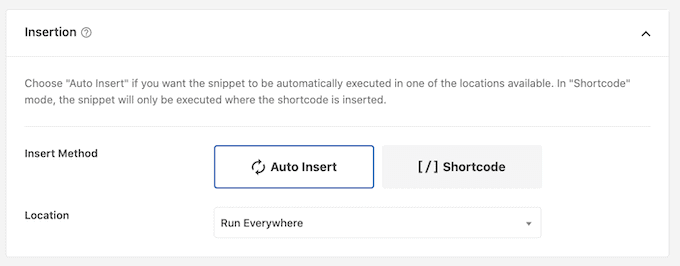 Insertion
Choose "Auto Insert" if you want the snippet to be automatically executed in one of the locations available. In "Shortcode"
mode, the snippet will only be executed where the shortcode is inserted.
Insert Method
Auto Insert
[/] Shortcode
Location
Run Everywhere